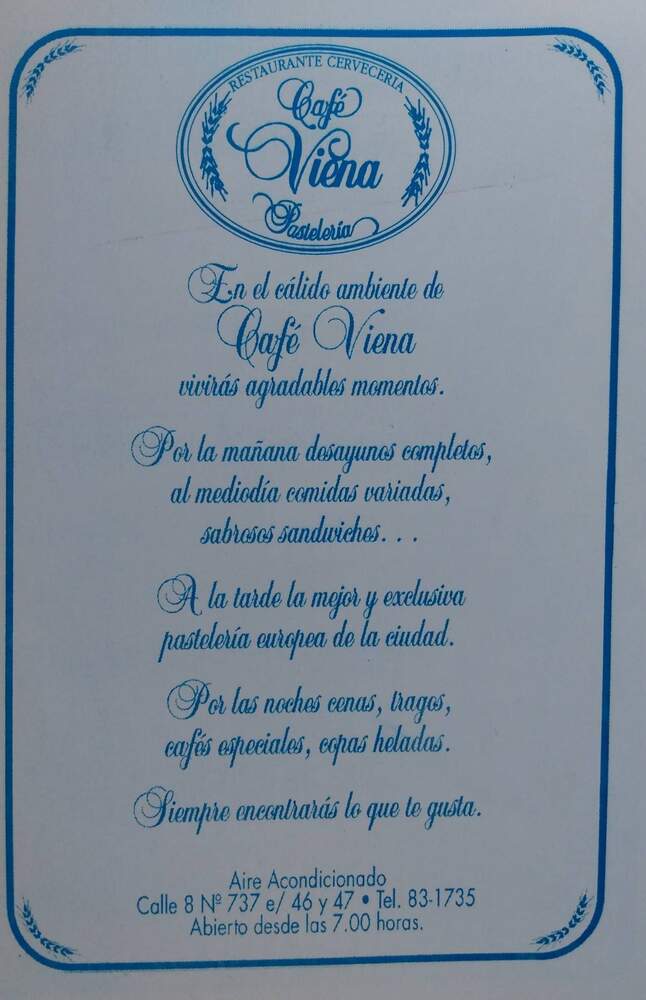 RESTAURANTE CERVECERIA
Café
Viena
Pastelería
En el cálido ambiente de
Café Viena
vivirás agradables momentos.
Por la mañana desayunos completos,
al mediodía comidas variadas,
sabrosos sandwiches. . .
A la tarde la mejor y exclusiva
pastelería europea de la ciudad.
Por las noches cenas, tragos,
cafés especiales, copas heladas.
Siempre encontrarás lo que te gusta.
Aire Acondicionado
Calle 8 Nº 737 e/ 46 y 47 • Tel. 83-1735
Abierto desde las 7.00 horas.